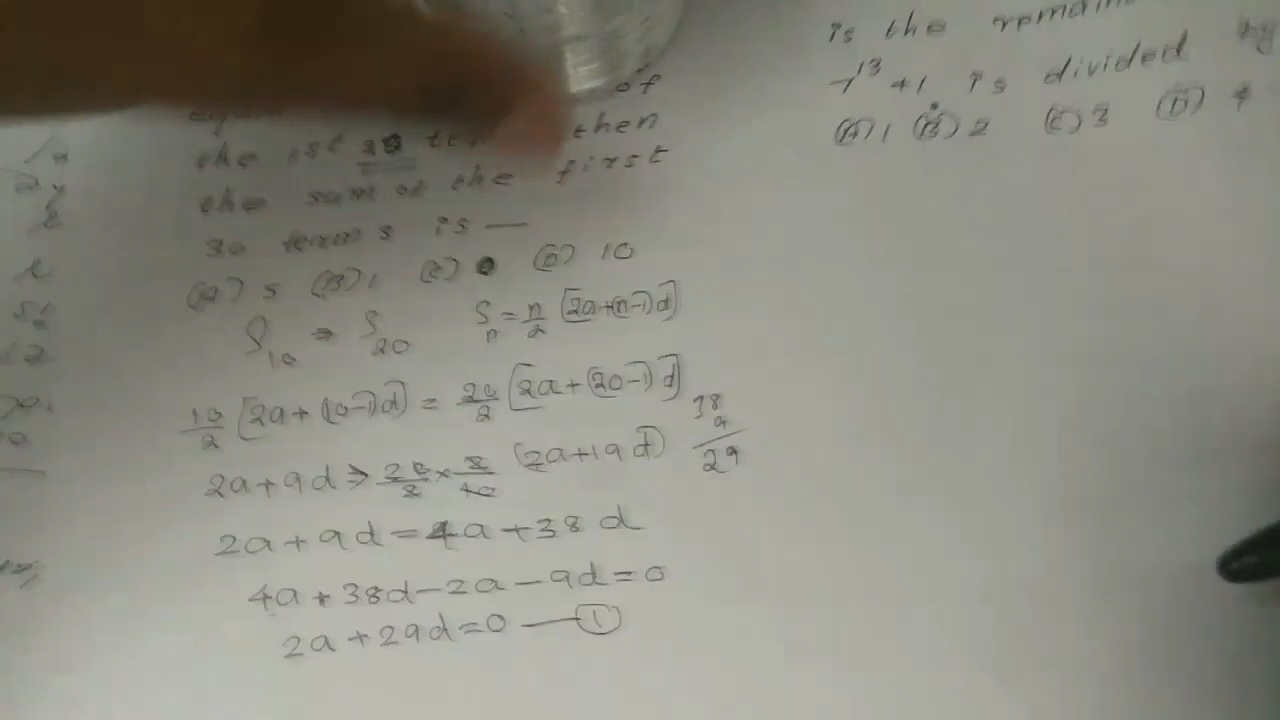 of
the 1st 20 then
the sum of the first
30 terms is —
(A) 5 (B) 1 (C) 0 (D) 10
S10 = S20 Sn = n/2 [2a+(n-1)d]
10/2 [2a+(10-1)d] = 20/2 [2a+(20-1)d]
2a+9d => 20/2 × 2/10 (2a+19d)
38
9
29
2a+9d=4a+38d
4a+38d-2a-9d=0
2a+29d=0 — ①
is the
+1 is divided by
(A) 1 (B) 2 (C) 3 (D) 4